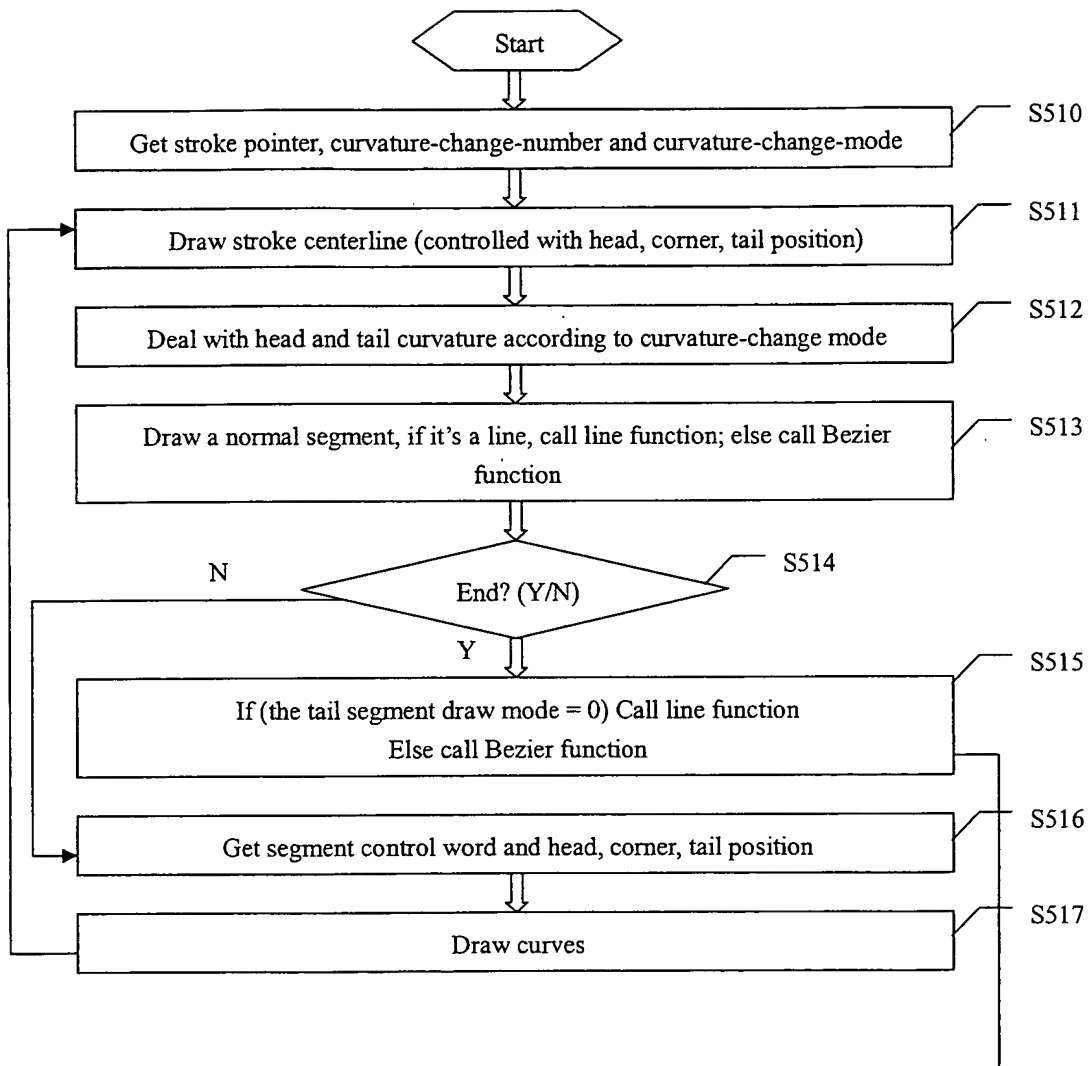 Start
S510
Get stroke pointer, curvature-change-number and curvature-change-mode
S511
Draw stroke centerline (controlled with head, corner, tail position)
S512
Deal with head and tail curvature according to curvature-change mode
S513
Draw a normal segment, if it's a line, call line function; else call Bezier
function
S514
N
End? (Y/N)
Y
S515
If (the tail segment draw mode = 0) Call line function
Else call Bezier function
S516
Get segment control word and head, corner, tail position
S517
Draw curves